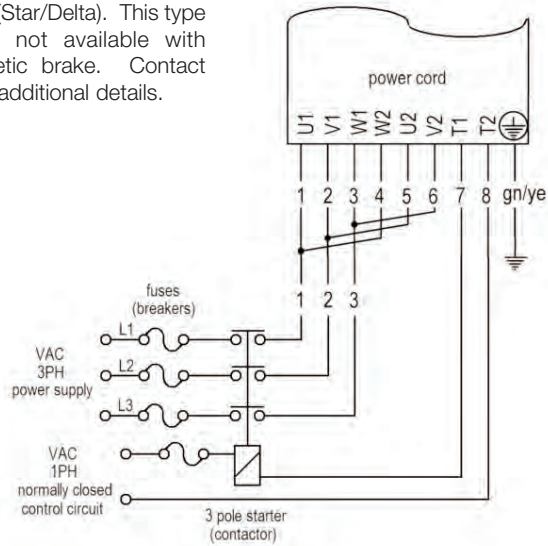 (Star/Delta). This type
not available with
etic brake. Contact
additional details.
power cord
U1 V1 W1 W2 U2 V2 T1 T2
1 2 3 4 5 6 7 8 gn/ye
1 2 3
fuses
(breakers)
L1
L2
L3
VAC
3PH
power supply
VAC
1PH
normally closed
control circuit
3 pole starter
(contactor)